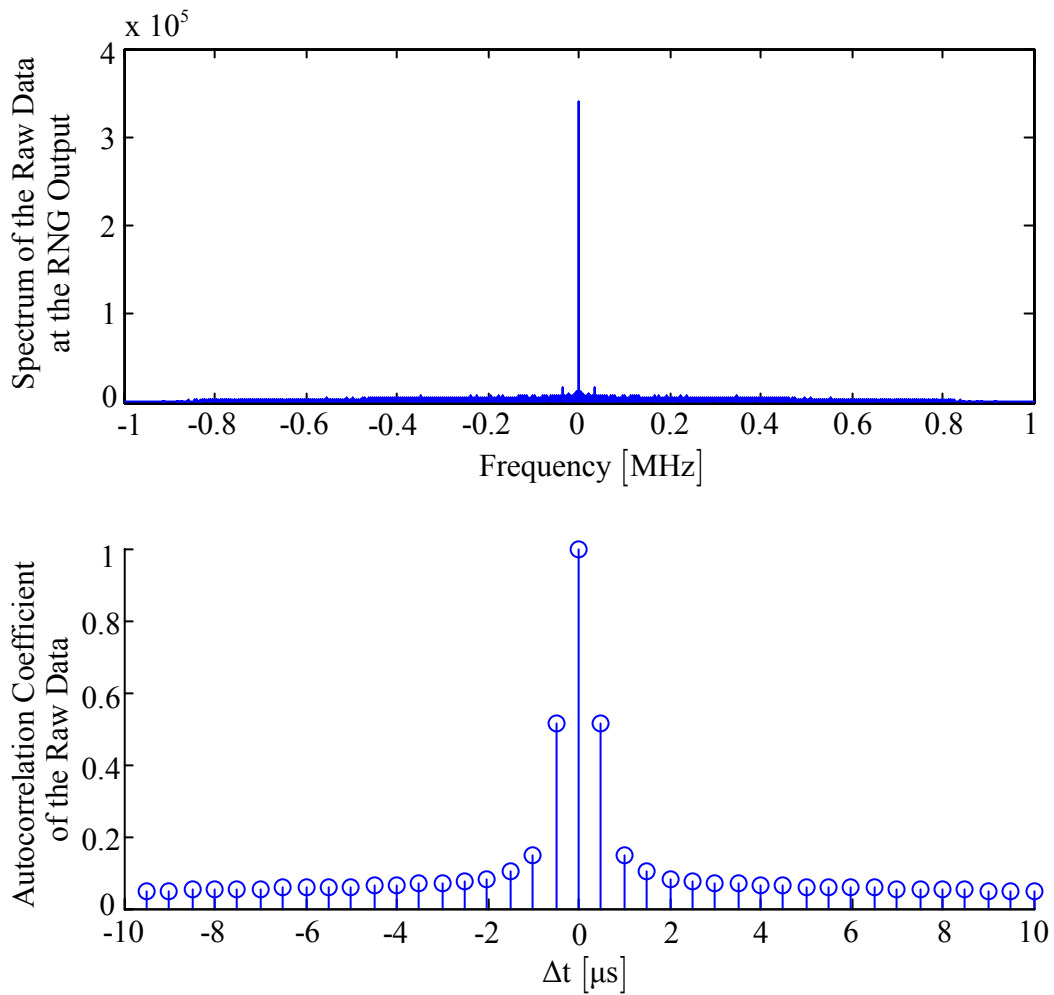 x 10⁵
Spectrum of the Raw Data
at the RNG Output
4
3
2
1
0
-1 -0.8 -0.6 -0.4 -0.2 0 0.2 0.4 0.6 0.8 1
Frequency [MHz]
Autocorrelation Coefficient
of the Raw Data
1
0.8
0.6
0.4
0.2
0
-10 -8 -6 -4 -2 0 2 4 6 8 10
Δt [μs]